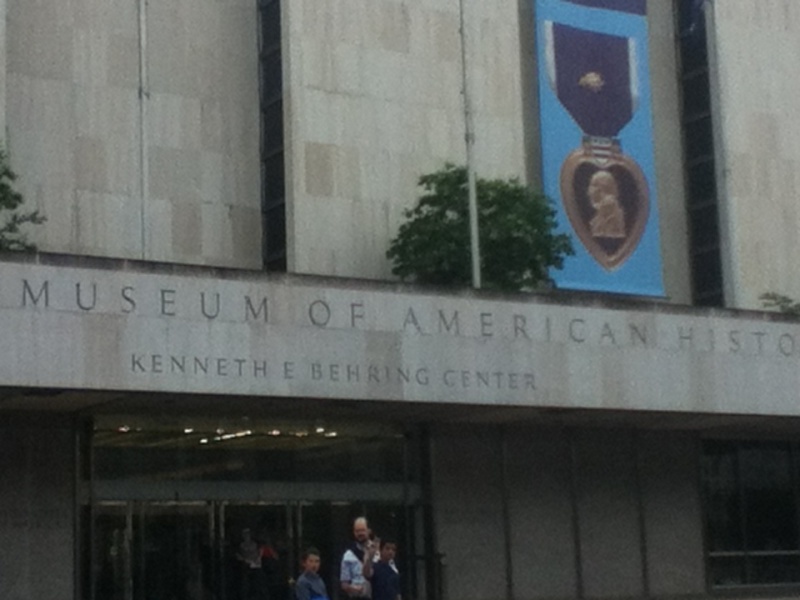 MUSEUM OF AMERICAN HISTO
KENNETH E BEHRING CENTER